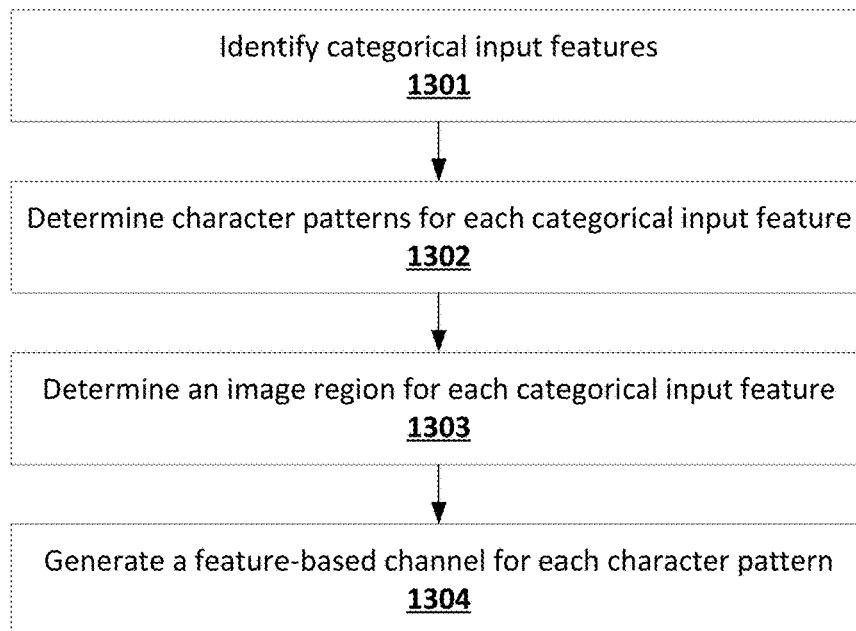 Identify categorical input features
1301
Determine character patterns for each categorical input feature
1302
Determine an image region for each categorical input feature
1303
Generate a feature-based channel for each character pattern
1304